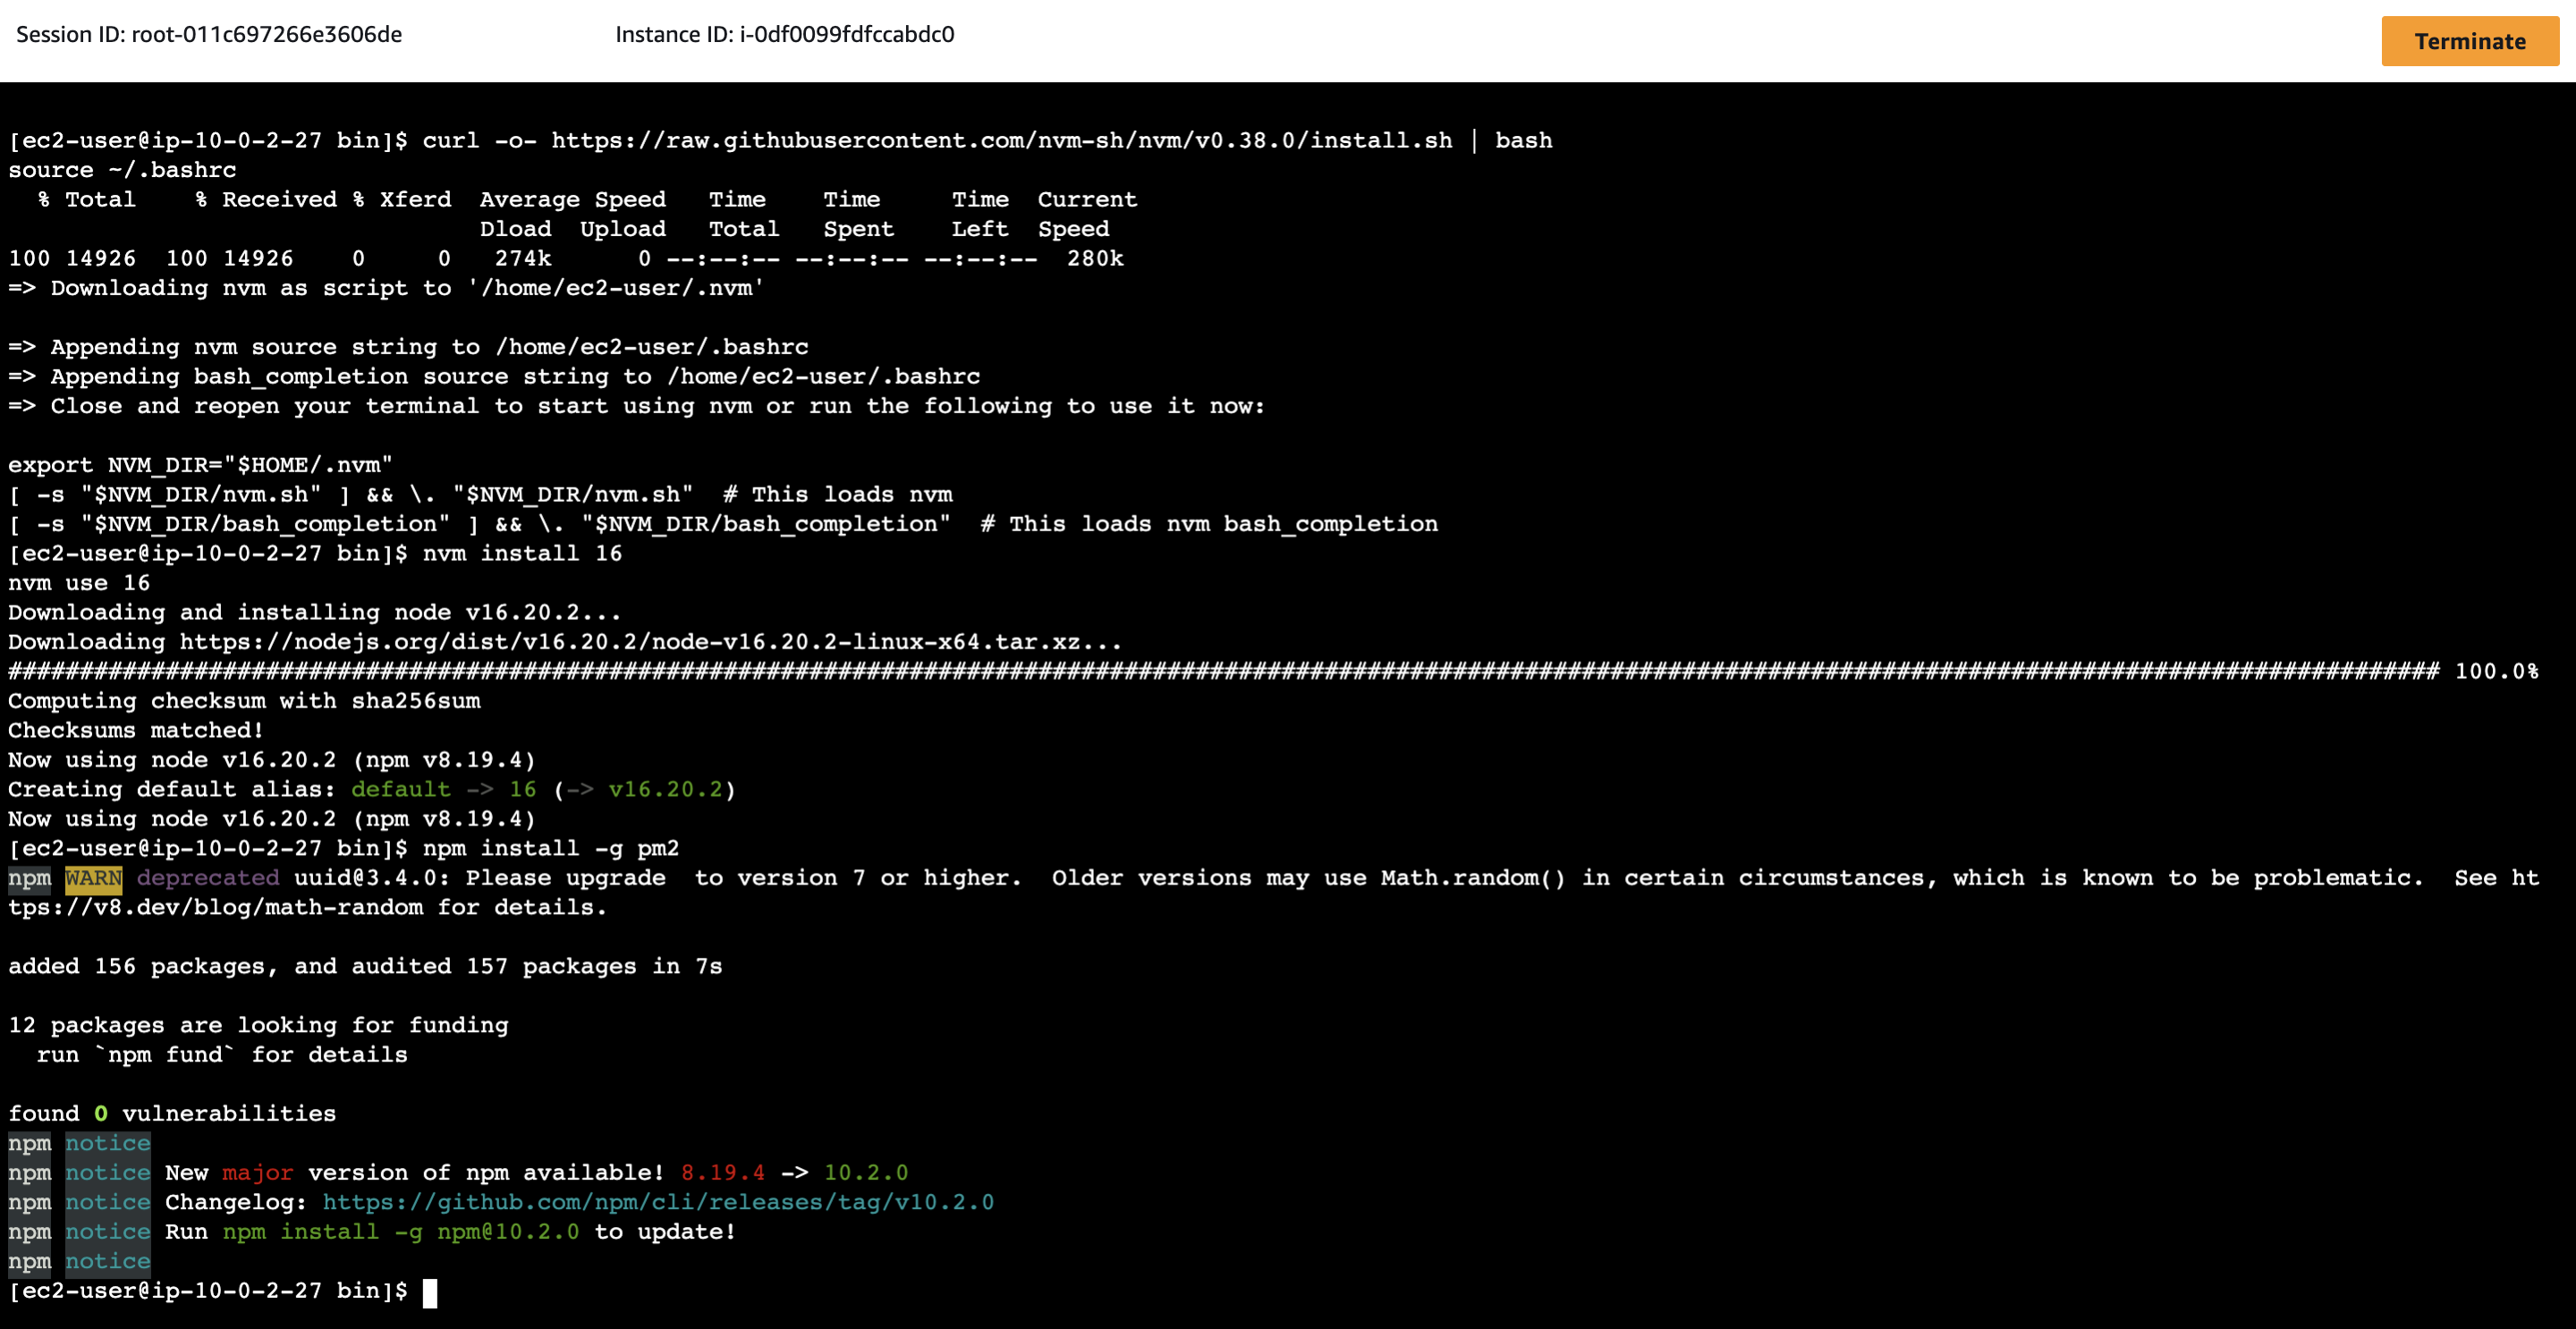 Session ID: root-011c697266e3606de Instance ID: i-0df0099fdfccabdc0 Terminate
[ec2-user@ip-10-0-2-27 bin]$ curl -o- https://raw.githubusercontent.com/nvm-sh/nvm/v0.38.0/install.sh | bash
source ~/.bashrc
  % Total    % Received % Xferd  Average Speed   Time    Time     Time  Current
                                 Dload  Upload   Total   Spent    Left  Speed
100 14926  100 14926    0     0   274k      0 --:--:-- --:--:-- --:--:--  280k
=> Downloading nvm as script to '/home/ec2-user/.nvm'
=> Appending nvm source string to /home/ec2-user/.bashrc
=> Appending bash_completion source string to /home/ec2-user/.bashrc
=> Close and reopen your terminal to start using nvm or run the following to use it now:
export NVM_DIR="$HOME/.nvm"
[ -s "$NVM_DIR/nvm.sh" ] && \. "$NVM_DIR/nvm.sh"  # This loads nvm
[ -s "$NVM_DIR/bash_completion" ] && \. "$NVM_DIR/bash_completion"  # This loads nvm bash_completion
[ec2-user@ip-10-0-2-27 bin]$ nvm install 16
nvm use 16
Downloading and installing node v16.20.2...
Downloading https://nodejs.org/dist/v16.20.2/node-v16.20.2-linux-x64.tar.xz...
########################################################################################################################################################################## 100.0%
Computing checksum with sha256sum
Checksums matched!
Now using node v16.20.2 (npm v8.19.4)
Creating default alias: default -> 16 (-> v16.20.2)
Now using node v16.20.2 (npm v8.19.4)
[ec2-user@ip-10-0-2-27 bin]$ npm install -g pm2
npm WARN deprecated uuid@3.4.0: Please upgrade  to version 7 or higher.  Older versions may use Math.random() in certain circumstances, which is known to be problematic.  See ht
tps://v8.dev/blog/math-random for details.
added 156 packages, and audited 157 packages in 7s
12 packages are looking for funding
  run `npm fund` for details
found 0 vulnerabilities
npm notice
npm notice New major version of npm available! 8.19.4 -> 10.2.0
npm notice Changelog: https://github.com/npm/cli/releases/tag/v10.2.0
npm notice Run npm install -g npm@10.2.0 to update!
npm notice
[ec2-user@ip-10-0-2-27 bin]$